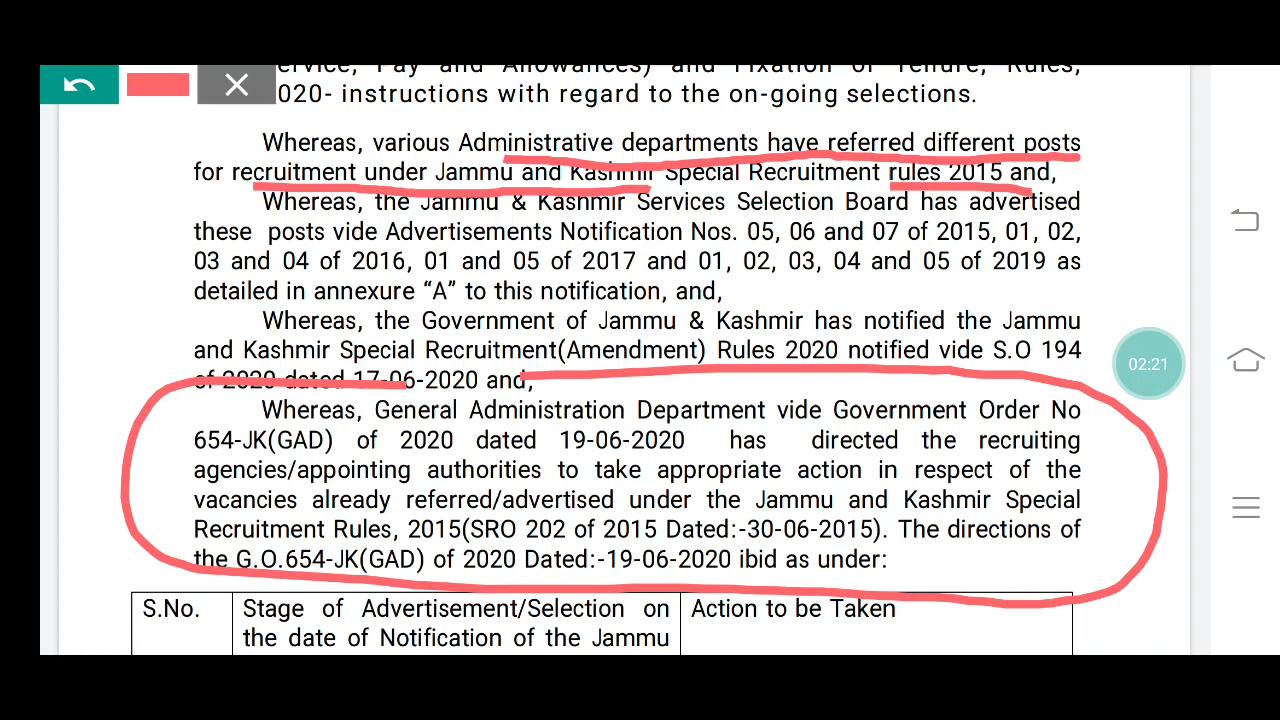 ervice, Pay and Allowances) and Fixation of Tenure, Rules,
020- instructions with regard to the on-going selections.
Whereas, various Administrative departments have referred different posts
for recruitment under Jammu and Kashmir Special Recruitment rules 2015 and,
Whereas, the Jammu & Kashmir Services Selection Board has advertised
these posts vide Advertisements Notification Nos. 05, 06 and 07 of 2015, 01, 02,
03 and 04 of 2016, 01 and 05 of 2017 and 01, 02, 03, 04 and 05 of 2019 as
detailed in annexure “A” to this notification, and,
Whereas, the Government of Jammu & Kashmir has notified the Jammu
and Kashmir Special Recruitment(Amendment) Rules 2020 notified vide S.O 194
of 2020 dated 17-06-2020 and,
02:21
Whereas, General Administration Department vide Government Order No
654-JK(GAD) of 2020 dated 19-06-2020 has directed the recruiting
agencies/appointing authorities to take appropriate action in respect of the
vacancies already referred/advertised under the Jammu and Kashmir Special
Recruitment Rules, 2015(SRO 202 of 2015 Dated:-30-06-2015). The directions of
the G.O.654-JK(GAD) of 2020 Dated:-19-06-2020 ibid as under:
S.No. Stage of Advertisement/Selection on Action to be Taken
the date of Notification of the Jammu